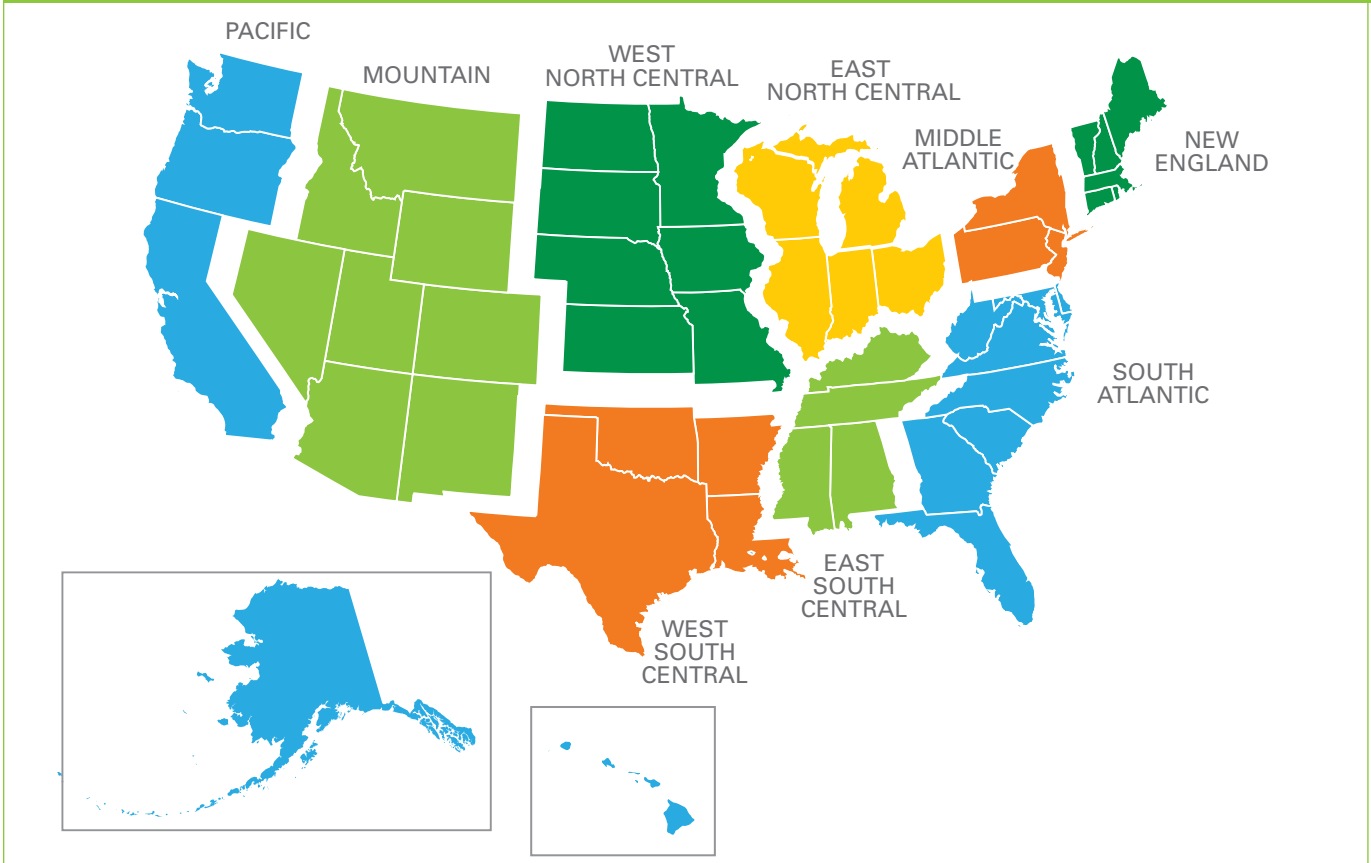 PACIFIC
MOUNTAIN
WEST
NORTH CENTRAL
EAST
NORTH CENTRAL
MIDDLE
ATLANTIC
NEW
ENGLAND
SOUTH
ATLANTIC
EAST
SOUTH
CENTRAL
WEST
SOUTH
CENTRAL